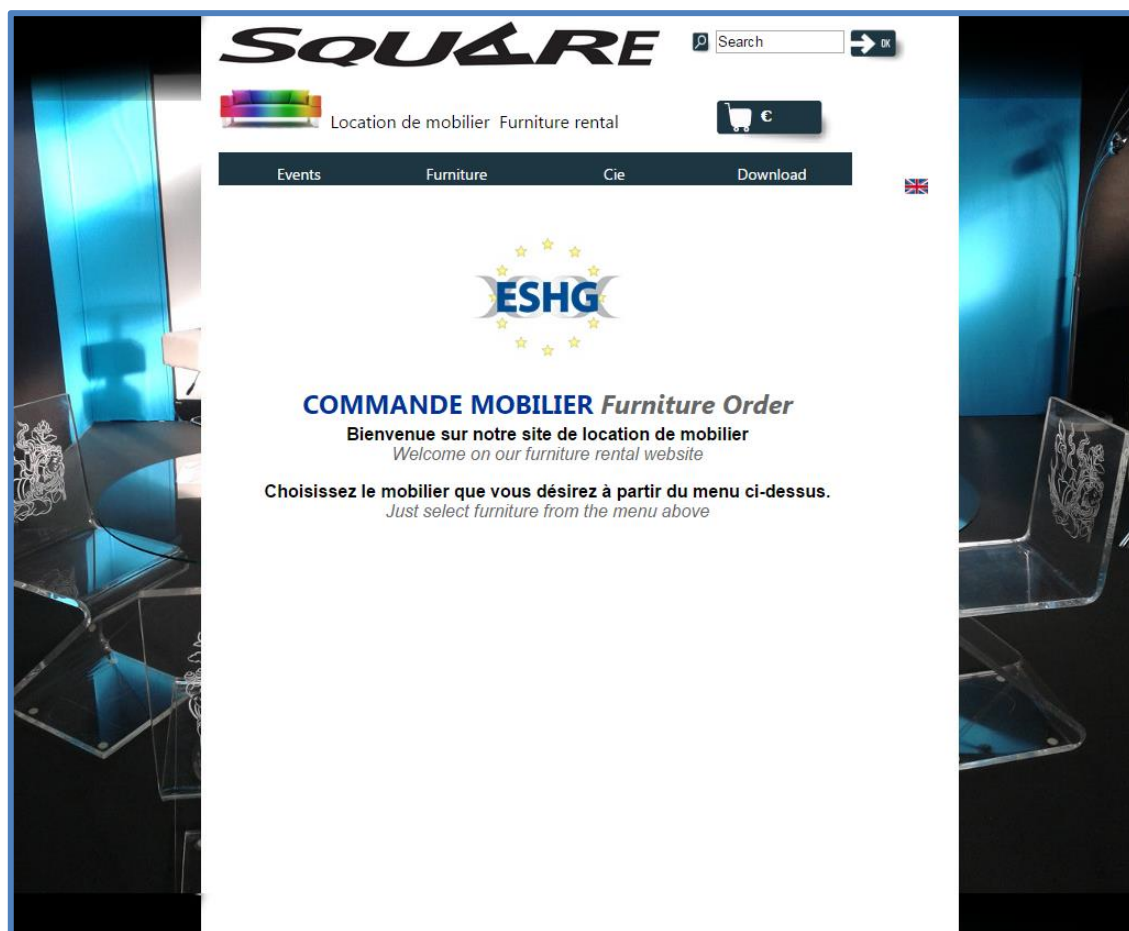 SQUARE
Search
OK
Location de mobilier Furniture rental
€
Events Furniture Cie Download
ESHG
COMMANDE MOBILIER Furniture Order
Bienvenue sur notre site de location de mobilier
Welcome on our furniture rental website
Choisissez le mobilier que vous désirez à partir du menu ci-dessus.
Just select furniture from the menu above